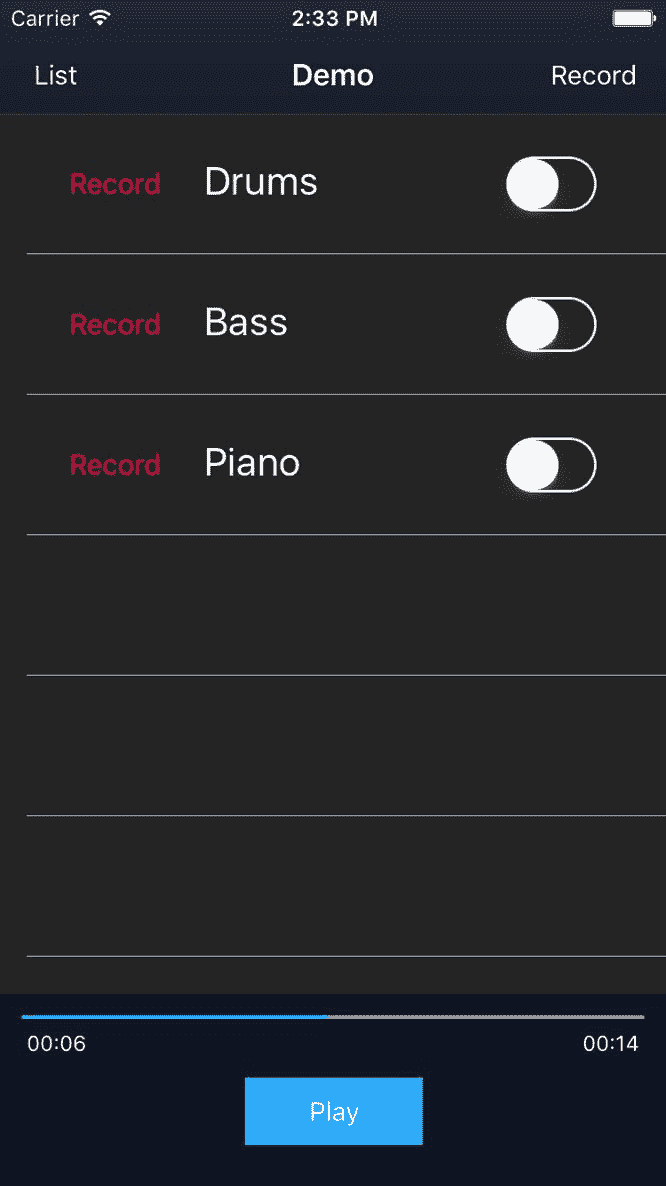 Carrier 2:33 PM
List Demo Record
Record Drums
Record Bass
Record Piano
00:06 00:14
Play